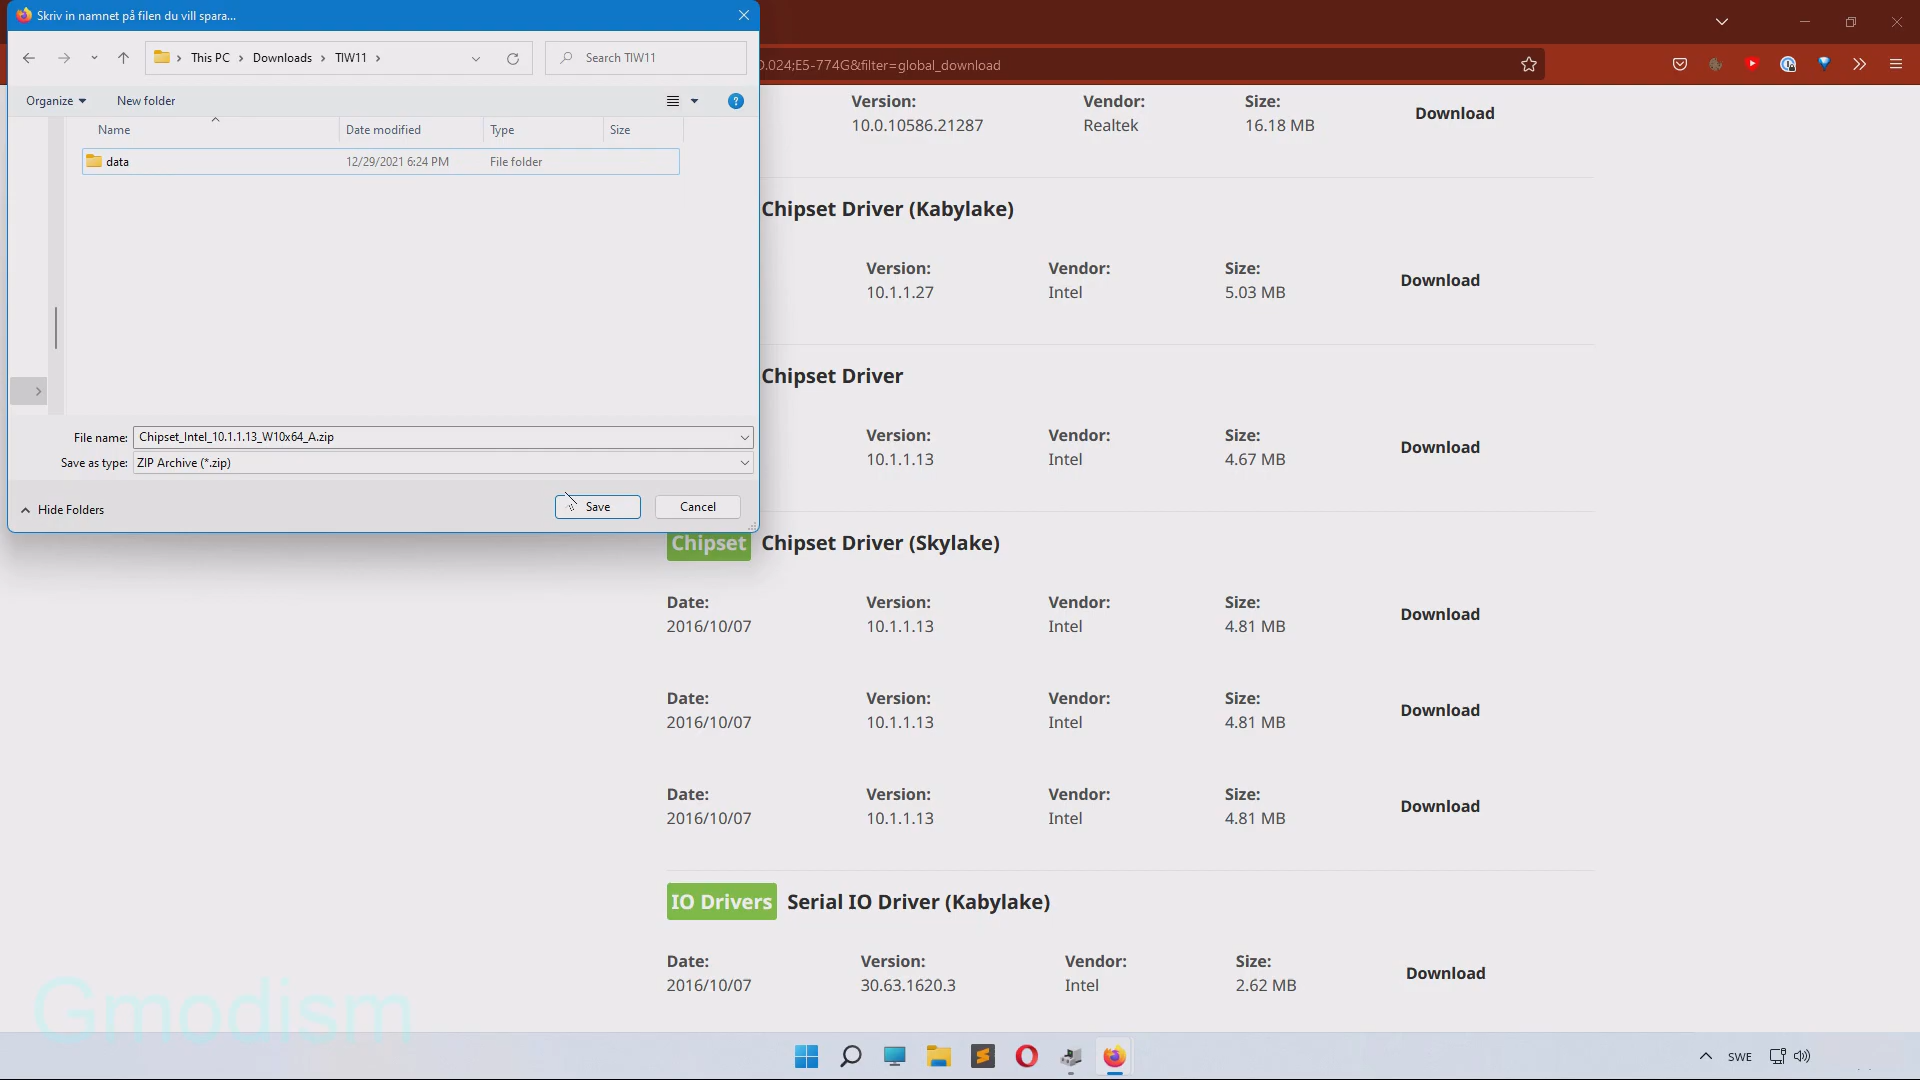 Skriv in namnet på filen du vill spara...
This PC > Downloads > TIW11 >
Search TIW11
0.024;E5-774G&filter=global_download
Organize
New folder
Name
Date modified
Type
Size
data
12/29/2021 6:24 PM
File folder
File name:
Chipset_Intel_10.1.1.13_W10x64_A.zip
Save as type:
ZIP Archive (*.zip)
Hide Folders
Save
Cancel
Version:
Vendor:
Size:
10.0.10586.21287
Realtek
16.18 MB
Download
Chipset Driver (Kabylake)
Version:
Vendor:
Size:
10.1.1.27
Intel
5.03 MB
Download
Chipset Driver
Version:
Vendor:
Size:
10.1.1.13
Intel
4.67 MB
Download
Chipset
Chipset Driver (Skylake)
Date:
Version:
Vendor:
Size:
2016/10/07
10.1.1.13
Intel
4.81 MB
Download
Date:
Version:
Vendor:
Size:
2016/10/07
10.1.1.13
Intel
4.81 MB
Download
Date:
Version:
Vendor:
Size:
2016/10/07
10.1.1.13
Intel
4.81 MB
Download
IO Drivers
Serial IO Driver (Kabylake)
Date:
Version:
Vendor:
Size:
2016/10/07
30.63.1620.3
Intel
2.62 MB
Download
Gmodism
SWE